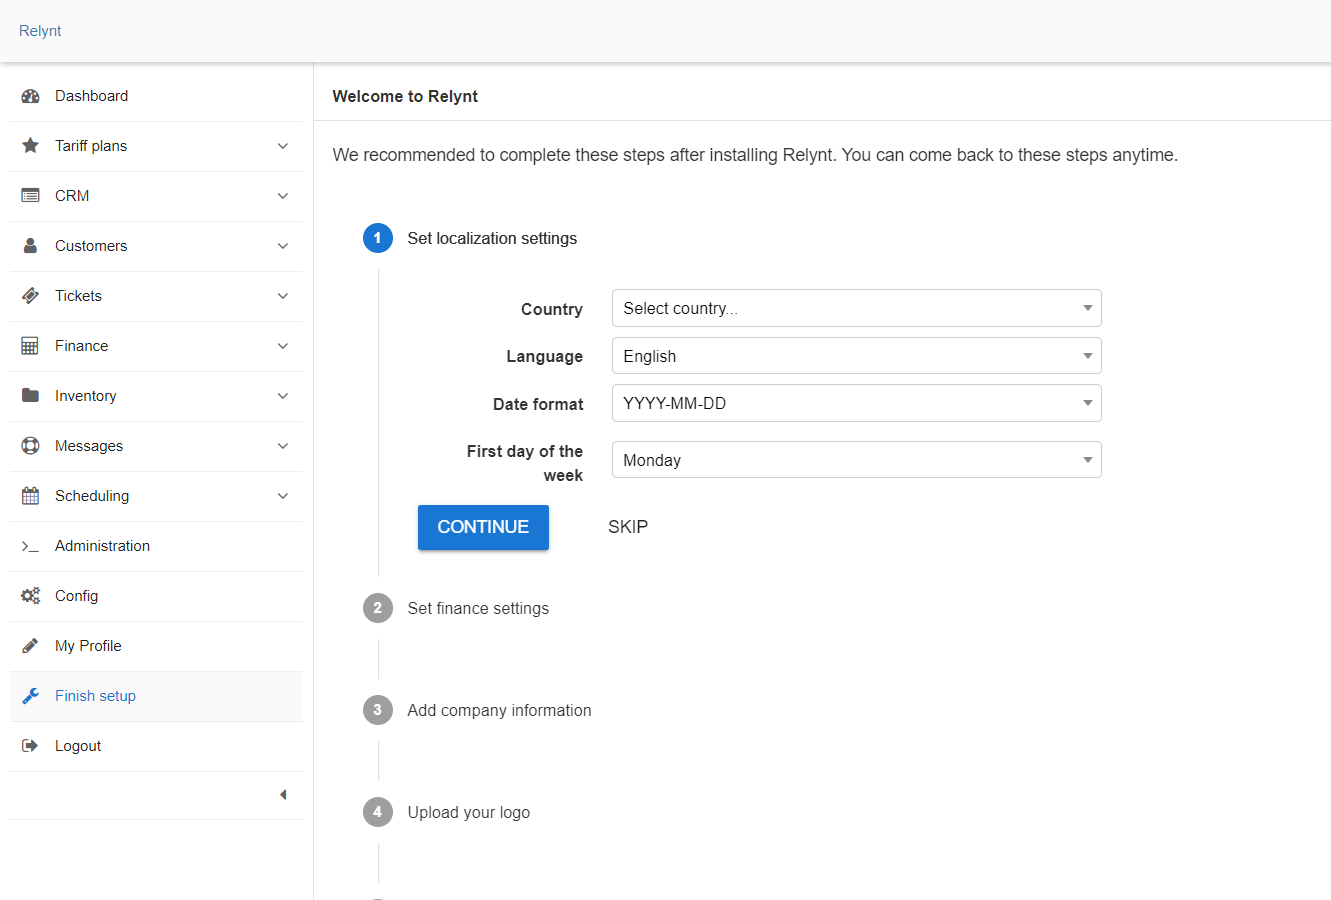 Relynt
Dashboard
Tariff plans
CRM
Customers
Tickets
Finance
Inventory
Messages
Scheduling
Administration
Config
My Profile
Finish setup
Logout
Welcome to Relynt
We recommended to complete these steps after installing Relynt. You can come back to these steps anytime.
1 Set localization settings
Country Select country...
Language English
Date format YYYY-MM-DD
First day of the
week Monday
CONTINUE SKIP
2 Set finance settings
3 Add company information
4 Upload your logo